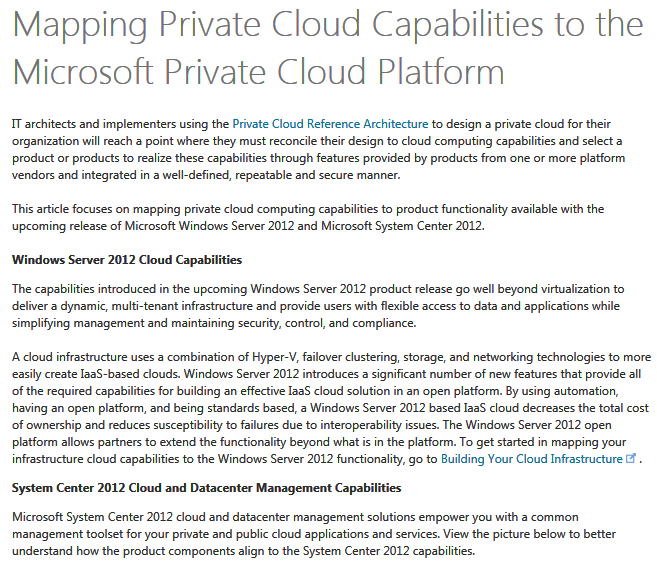 Mapping Private Cloud Capabilities to the
Microsoft Private Cloud Platform
IT architects and implementers using the Private Cloud Reference Architecture to design a private cloud for their
organization will reach a point where they must reconcile their design to cloud computing capabilities and select a
product or products to realize these capabilities through features provided by products from one or more platform
vendors and integrated in a well-defined, repeatable and secure manner.
This article focuses on mapping private cloud computing capabilities to product functionality available with the
upcoming release of Microsoft Windows Server 2012 and Microsoft System Center 2012.
Windows Server 2012 Cloud Capabilities
The capabilities introduced in the upcoming Windows Server 2012 product release go well beyond virtualization to
deliver a dynamic, multi-tenant infrastructure and provide users with flexible access to data and applications while
simplifying management and maintaining security, control, and compliance.
A cloud infrastructure uses a combination of Hyper-V, failover clustering, storage, and networking technologies to more
easily create IaaS-based clouds. Windows Server 2012 introduces a significant number of new features that provide all
of the required capabilities for building an effective IaaS cloud solution in an open platform. By using automation,
having an open platform, and being standards based, a Windows Server 2012 based IaaS cloud decreases the total cost
of ownership and reduces susceptibility to failures due to interoperability issues. The Windows Server 2012 open
platform allows partners to extend the functionality beyond what is in the platform. To get started in mapping your
infrastructure cloud capabilities to the Windows Server 2012 functionality, go to Building Your Cloud Infrastructure .
System Center 2012 Cloud and Datacenter Management Capabilities
Microsoft System Center 2012 cloud and datacenter management solutions empower you with a common
management toolset for your private and public cloud applications and services. View the picture below to better
understand how the product components align to the System Center 2012 capabilities.